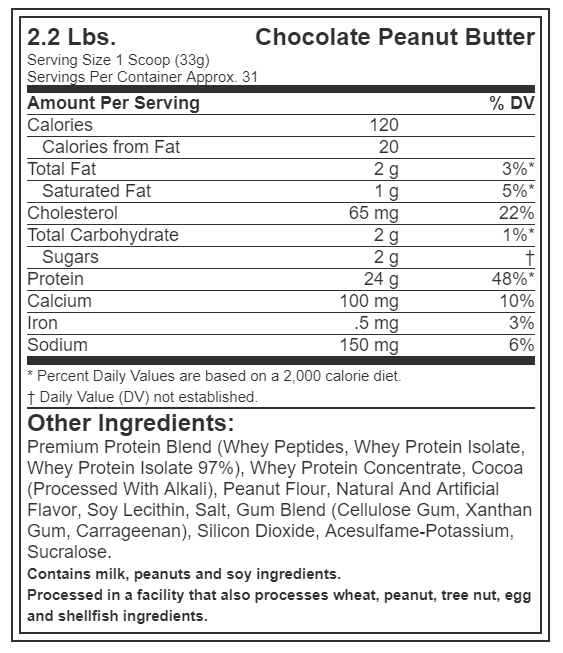 2.2 Lbs. Chocolate Peanut Butter
Serving Size 1 Scoop (33g)
Servings Per Container Approx. 31
Amount Per Serving % DV
Calories 120
Calories from Fat 20
Total Fat 2 g 3%*
Saturated Fat 1 g 5%*
Cholesterol 65 mg 22%
Total Carbohydrate 2 g 1%*
Sugars 2 g †
Protein 24 g 48%*
Calcium 100 mg 10%
Iron .5 mg 3%
Sodium 150 mg 6%
* Percent Daily Values are based on a 2,000 calorie diet.
† Daily Value (DV) not established.
Other Ingredients:
Premium Protein Blend (Whey Peptides, Whey Protein Isolate,
Whey Protein Isolate 97%), Whey Protein Concentrate, Cocoa
(Processed With Alkali), Peanut Flour, Natural And Artificial
Flavor, Soy Lecithin, Salt, Gum Blend (Cellulose Gum, Xanthan
Gum, Carrageenan), Silicon Dioxide, Acesulfame-Potassium,
Sucralose.
Contains milk, peanuts and soy ingredients.
Processed in a facility that also processes wheat, peanut, tree nut, egg
and shellfish ingredients.